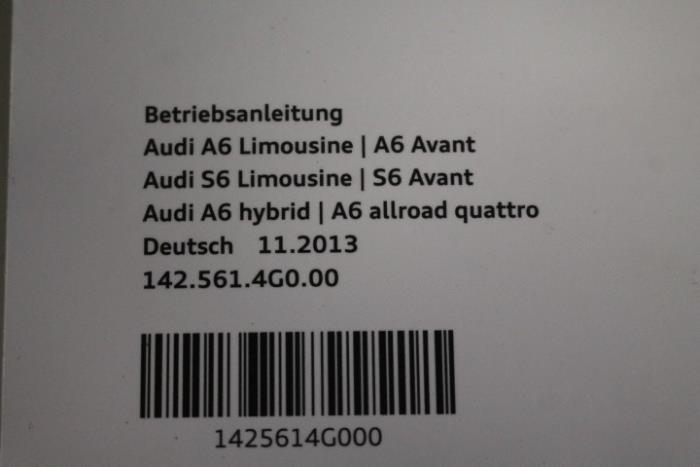 Betriebsanleitung
Audi A6 Limousine | A6 Avant
Audi S6 Limousine | S6 Avant
Audi A6 hybrid | A6 allroad quattro
Deutsch 11.2013
142.561.4G0.00
1425614G000